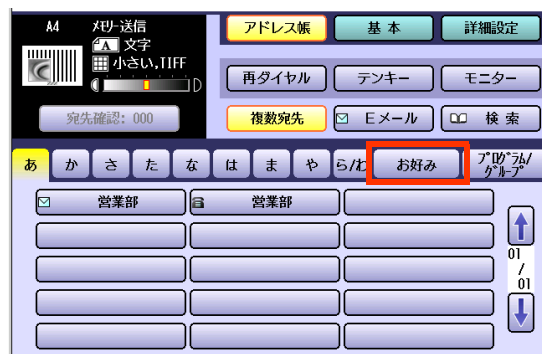 A4 ﾒﾓﾘｰ送信 アドレス帳 基 本 詳細設定
A 文字
小さい,TIFF
再ダイヤル テンキー モニター
宛先確認: 000 複数宛先 Eメール 検 索
あ か さ た な は ま や ら/わ お好み ﾌﾟﾛｸﾞﾗﾑ/
ｸﾞﾙｰﾌﾟ
営業部 営業部
01
/
01